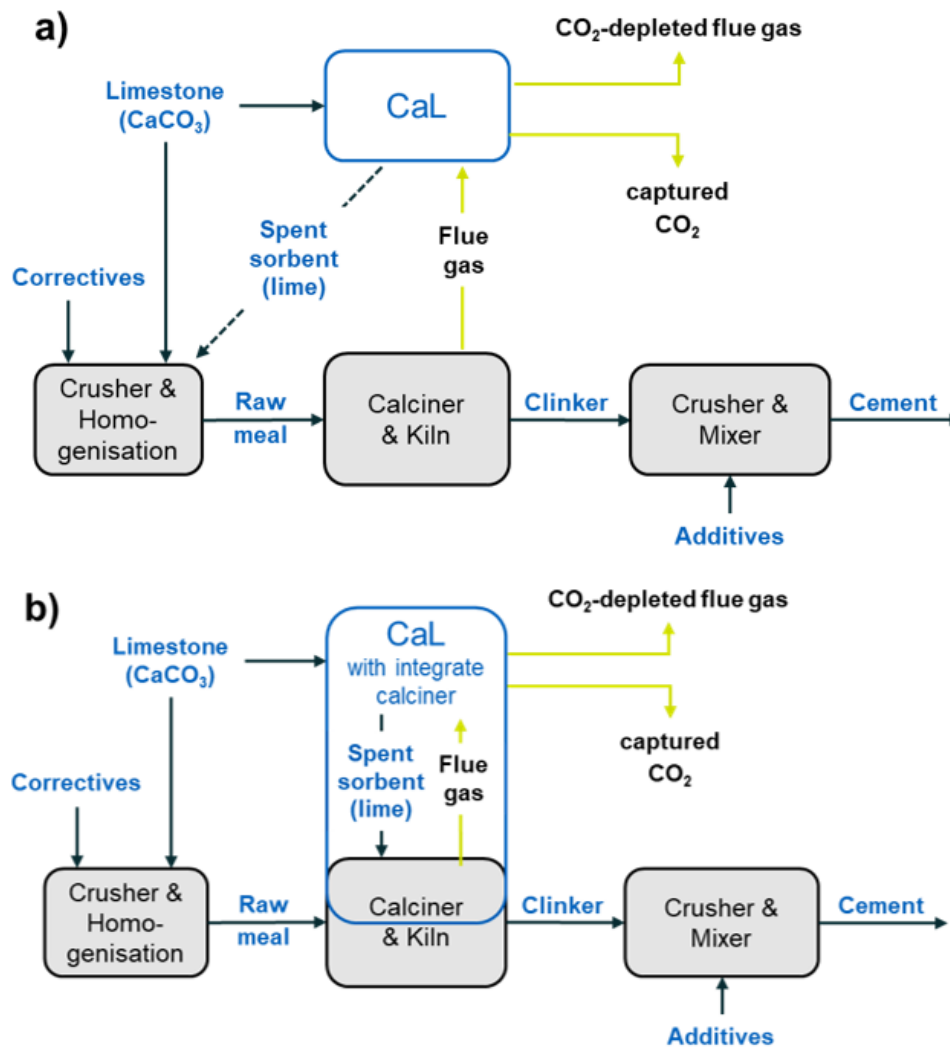 a)
CO₂-depleted flue gas
Limestone
(CaCO₃)
CaL
captured
CO₂
Spent
sorbent
(lime)
Flue
gas
Correctives
Crusher &
Homo-
genisation
Raw
meal
Calciner
& Kiln
Clinker
Crusher &
Mixer
Cement
Additives
b)
CO₂-depleted flue gas
Limestone
(CaCO₃)
CaL
with integrate
calciner
captured
CO₂
Spent
sorbent
(lime)
Flue
gas
Correctives
Crusher &
Homo-
genisation
Raw
meal
Calciner
& Kiln
Clinker
Crusher &
Mixer
Cement
Additives